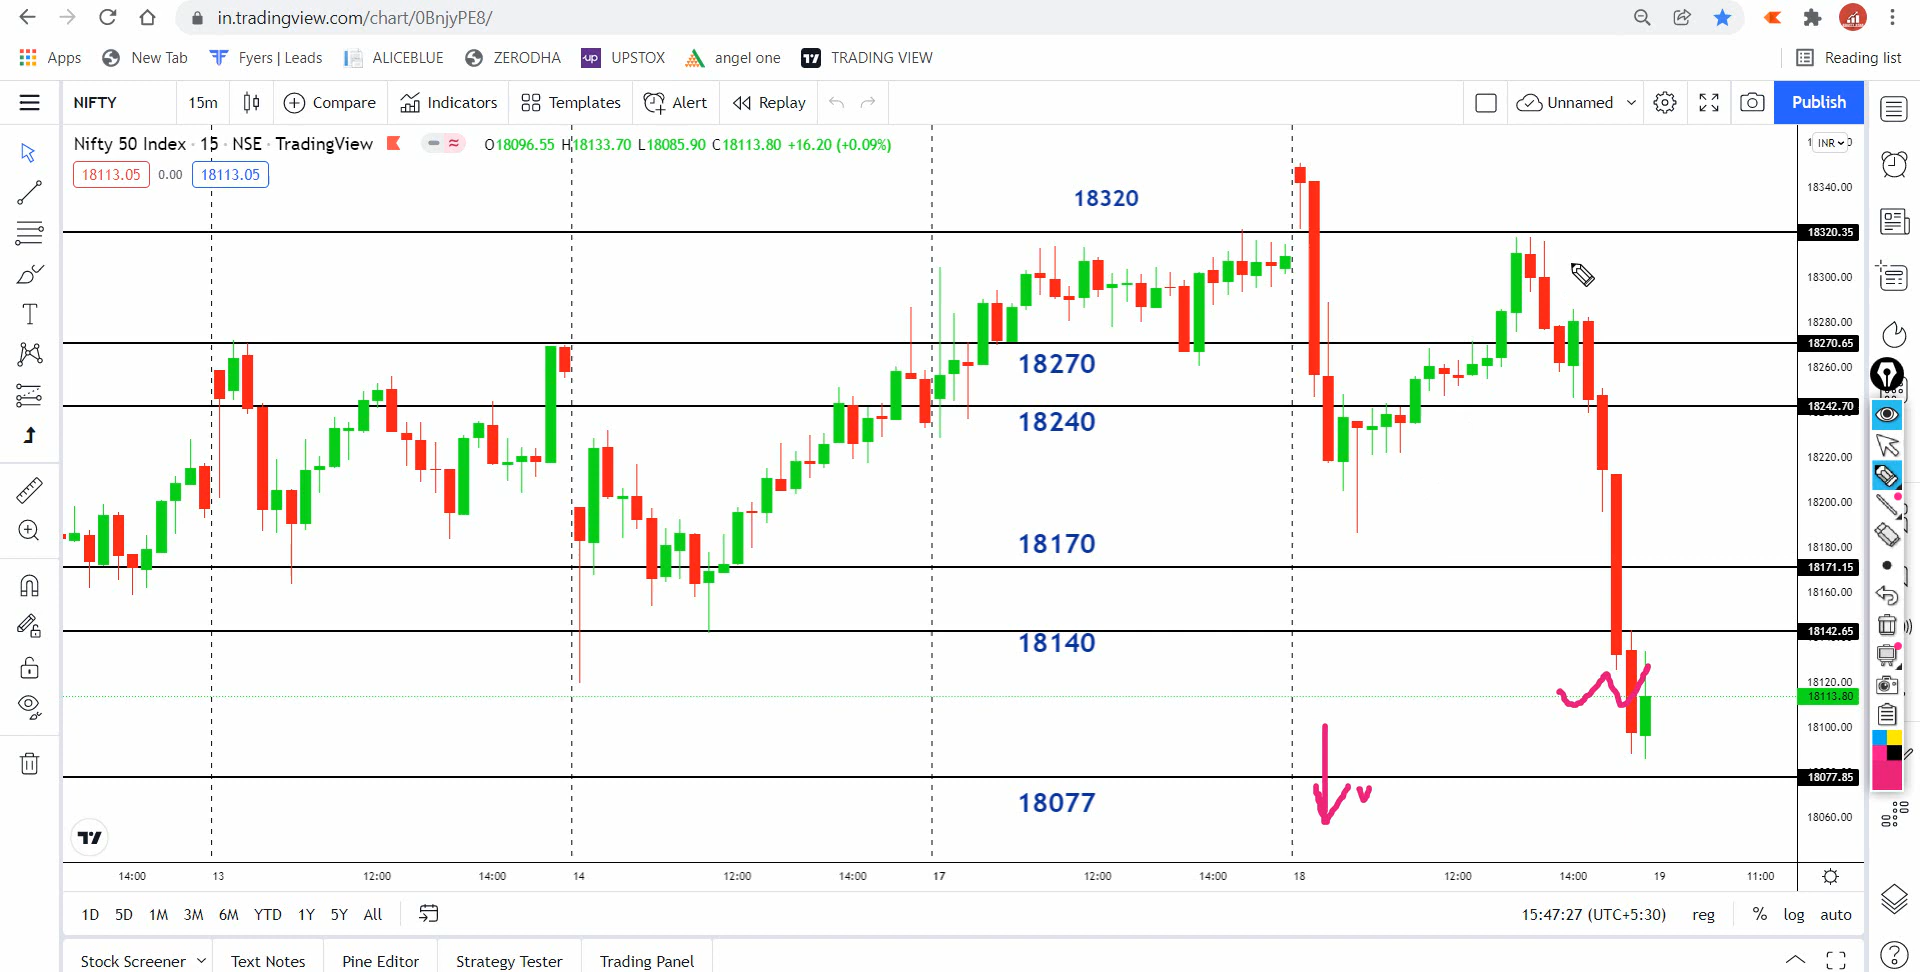 in.tradingview.com/chart/0BnjyPE8/
Apps New Tab Fyers | Leads ALICEBLUE ZERODHA up UPSTOX angel one TRADING VIEW Reading list
NIFTY 15m Compare Indicators Templates Alert Replay Unnamed Publish
Nifty 50 Index · 15 · NSE · TradingView O18096.55 H18133.70 L18085.90 C18113.80 +16.20 (+0.09%)
INR
18113.05 0.00 18113.05
18340.00
18320
18320.35
18300.00
18280.00
18270.65
18270
18260.00
18242.70
18240
18220.00
18200.00
18170
18180.00
18171.15
18160.00
18142.65
18140
18120.00
18113.80
18100.00
18077.85
18077
18060.00
14:00 13 12:00 14:00 14 12:00 14:00 17 12:00 14:00 18 12:00 14:00 19 11:00
1D 5D 1M 3M 6M YTD 1Y 5Y All 15:47:27 (UTC+5:30) reg % log auto
Stock Screener Text Notes Pine Editor Strategy Tester Trading Panel